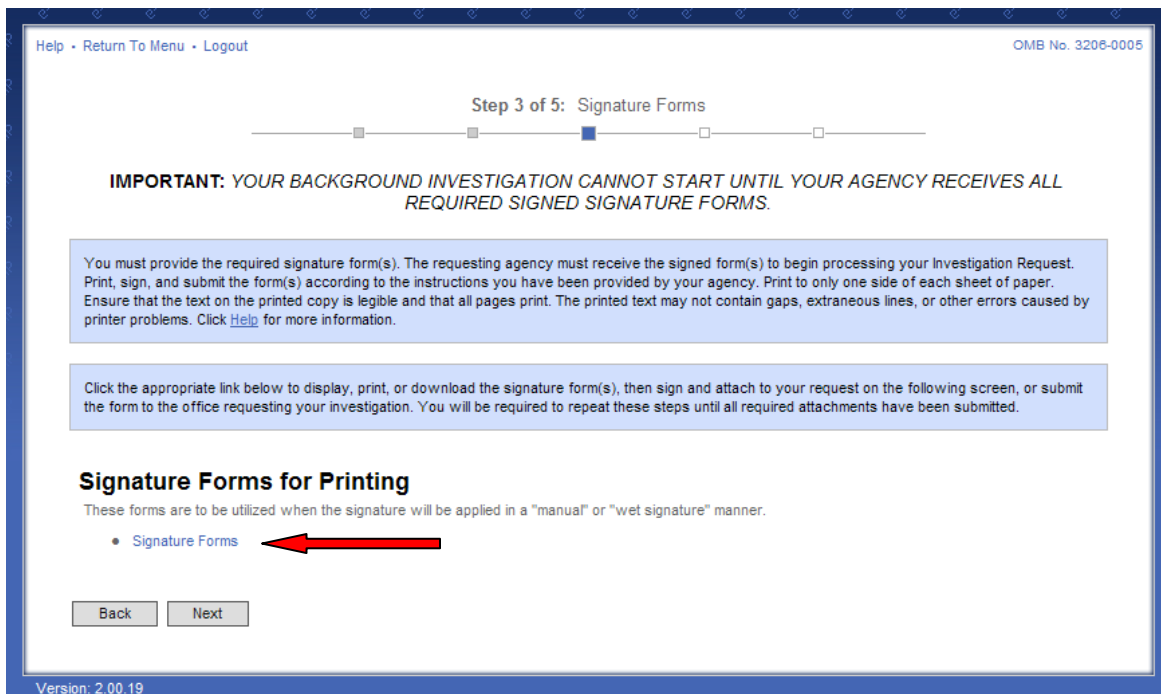 Help • Return To Menu • Logout
OMB No. 3206-0005
Step 3 of 5: Signature Forms
IMPORTANT: YOUR BACKGROUND INVESTIGATION CANNOT START UNTIL YOUR AGENCY RECEIVES ALL
REQUIRED SIGNED SIGNATURE FORMS.
You must provide the required signature form(s). The requesting agency must receive the signed form(s) to begin processing your Investigation Request.
Print, sign, and submit the form(s) according to the instructions you have been provided by your agency. Print to only one side of each sheet of paper.
Ensure that the text on the printed copy is legible and that all pages print. The printed text may not contain gaps, extraneous lines, or other errors caused by
printer problems. Click Help for more information.
Click the appropriate link below to display, print, or download the signature form(s), then sign and attach to your request on the following screen, or submit
the form to the office requesting your investigation. You will be required to repeat these steps until all required attachments have been submitted.
Signature Forms for Printing
These forms are to be utilized when the signature will be applied in a "manual" or "wet signature" manner.
• Signature Forms
Back Next
Version: 2.00.19